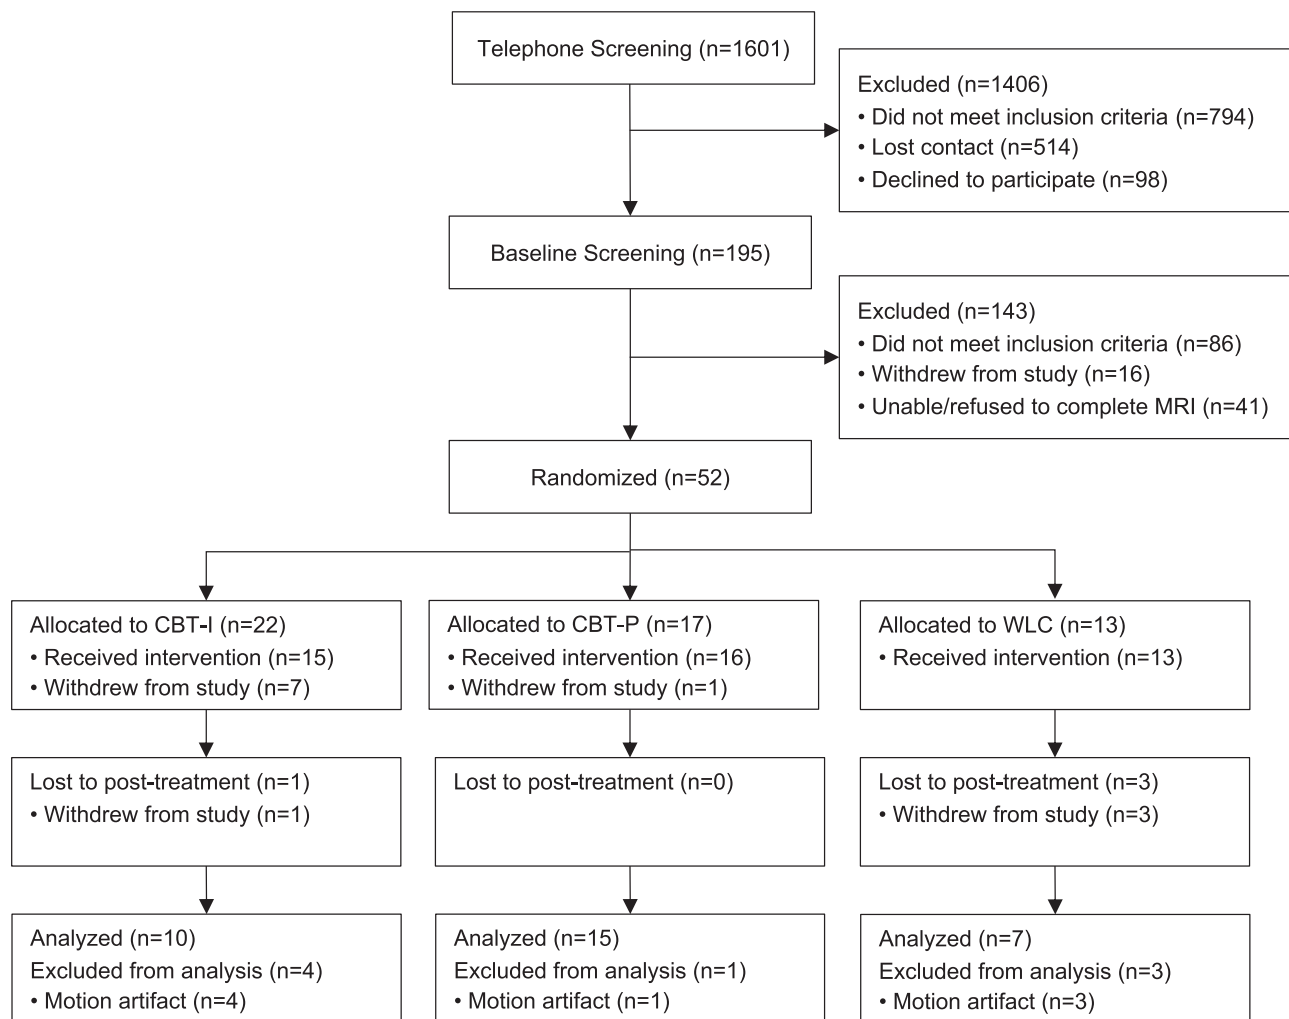 Telephone Screening (n=1601)
Excluded (n=1406)
• Did not meet inclusion criteria (n=794)
• Lost contact (n=514)
• Declined to participate (n=98)
Baseline Screening (n=195)
Excluded (n=143)
• Did not meet inclusion criteria (n=86)
• Withdrew from study (n=16)
• Unable/refused to complete MRI (n=41)
Randomized (n=52)
Allocated to CBT-I (n=22)
• Received intervention (n=15)
• Withdrew from study (n=7)
Allocated to CBT-P (n=17)
• Received intervention (n=16)
• Withdrew from study (n=1)
Allocated to WLC (n=13)
• Received intervention (n=13)
Lost to post-treatment (n=1)
• Withdrew from study (n=1)
Lost to post-treatment (n=0)
Lost to post-treatment (n=3)
• Withdrew from study (n=3)
Analyzed (n=10)
Excluded from analysis (n=4)
• Motion artifact (n=4)
Analyzed (n=15)
Excluded from analysis (n=1)
• Motion artifact (n=1)
Analyzed (n=7)
Excluded from analysis (n=3)
• Motion artifact (n=3)